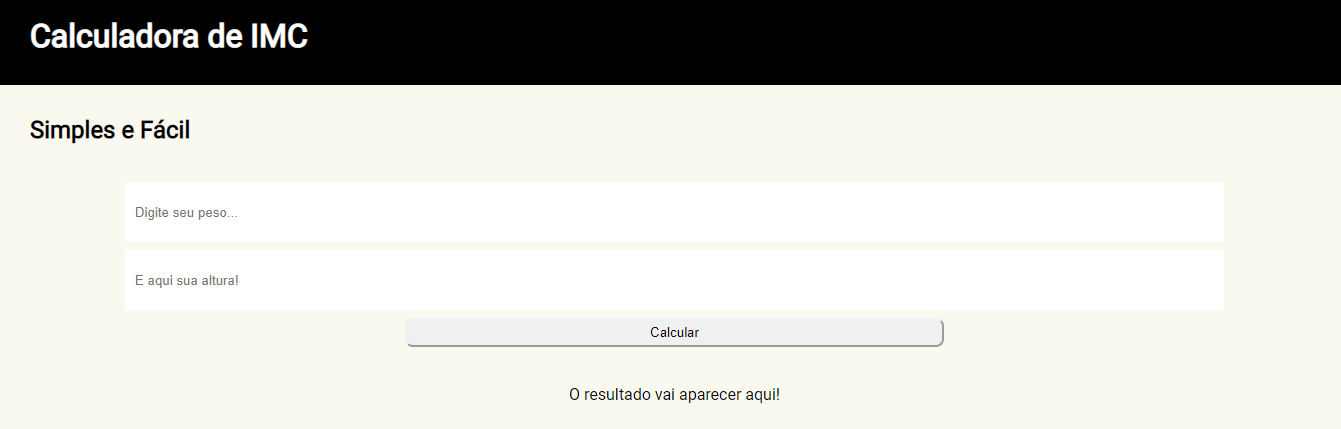 Calculadora de IMC
Simples e Fácil
Digite seu peso...
E aqui sua altura!
Calcular
O resultado vai aparecer aqui!